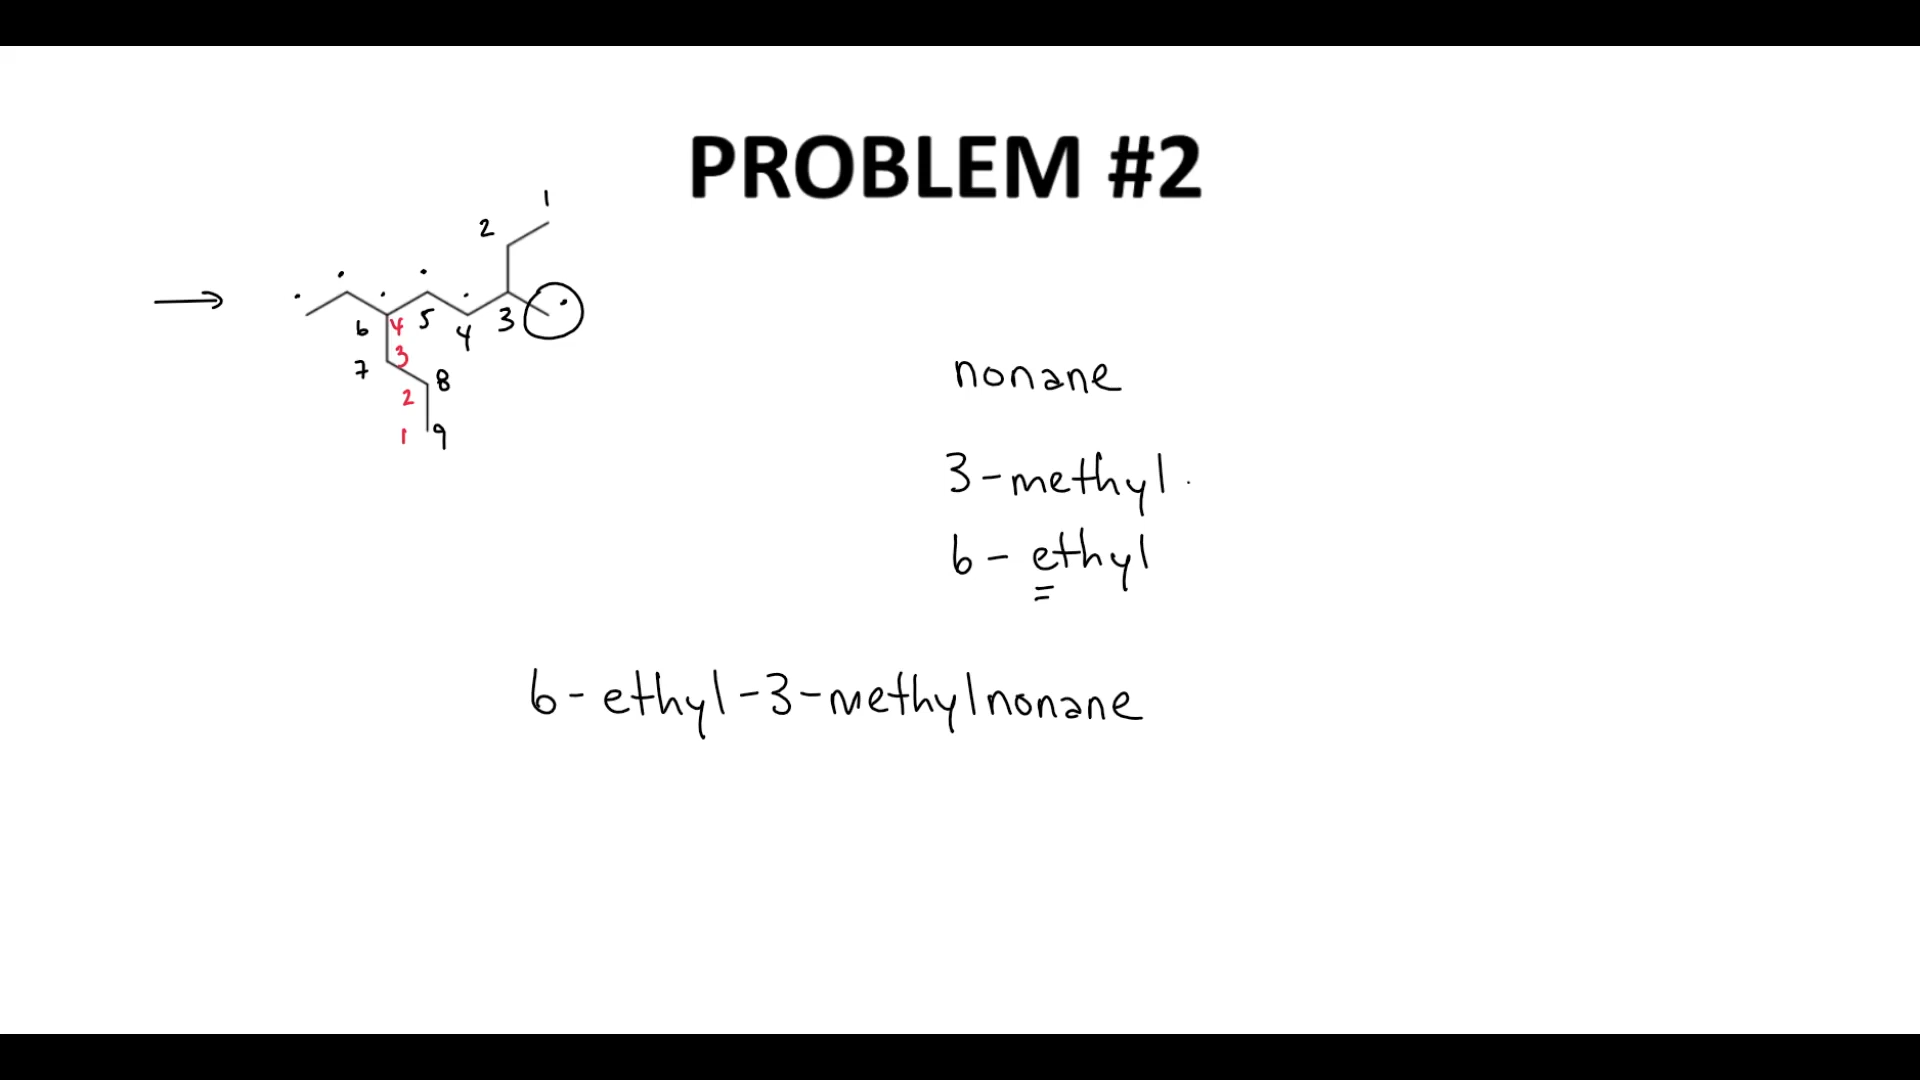 PROBLEM #2
1
2
6 4 5 4 3
3
7
8
2
1 9
nonane
3-methyl
6-ethyl
6-ethyl-3-methylnonane